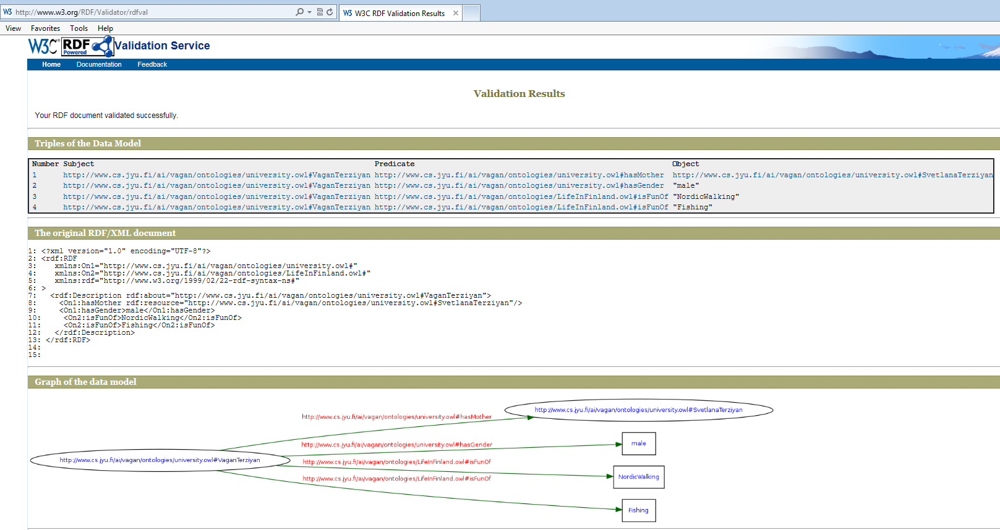 http://www.w3.org/RDF/Validator/rdfval
W3 W3C RDF Validation Results
View Favorites Tools Help
W3C RDF Powered Validation Service
Home Documentation Feedback
Validation Results
Your RDF document validated successfully.
Triples of the Data Model
Number Subject Predicate Object
1 http://www.cs.jyu.fi/ai/vagan/ontologies/university.owl#VaganTerziyan http://www.cs.jyu.fi/ai/vagan/ontologies/university.owl#hasMother http://www.cs.jyu.fi/ai/vagan/ontologies/university.owl#SvetlanaTerziyan
2 http://www.cs.jyu.fi/ai/vagan/ontologies/university.owl#VaganTerziyan http://www.cs.jyu.fi/ai/vagan/ontologies/university.owl#hasGender "male"
3 http://www.cs.jyu.fi/ai/vagan/ontologies/university.owl#VaganTerziyan http://www.cs.jyu.fi/ai/vagan/ontologies/LifeInFinland.owl#isFunOf "NordicWalking"
4 http://www.cs.jyu.fi/ai/vagan/ontologies/university.owl#VaganTerziyan http://www.cs.jyu.fi/ai/vagan/ontologies/LifeInFinland.owl#isFunOf "Fishing"
The original RDF/XML document
1: <?xml version="1.0" encoding="UTF-8"?>
2: <rdf:RDF
3: xmlns:On1="http://www.cs.jyu.fi/ai/vagan/ontologies/university.owl#"
4: xmlns:On2="http://www.cs.jyu.fi/ai/vagan/ontologies/LifeInFinland.owl#"
5: xmlns:rdf="http://www.w3.org/1999/02/22-rdf-syntax-ns#"
6: >
7: <rdf:Description rdf:about="http://www.cs.jyu.fi/ai/vagan/ontologies/university.owl#VaganTerziyan">
8: <On1:hasMother rdf:resource="http://www.cs.jyu.fi/ai/vagan/ontologies/university.owl#SvetlanaTerziyan"/>
9: <On1:hasGender>male</On1:hasGender>
10: <On2:isFunOf>NordicWalking</On2:isFunOf>
11: <On2:isFunOf>Fishing</On2:isFunOf>
12: </rdf:Description>
13: </rdf:RDF>
14:
15:
Graph of the data model
http://www.cs.jyu.fi/ai/vagan/ontologies/university.owl#SvetlanaTerziyan
http://www.cs.jyu.fi/ai/vagan/ontologies/university.owl#hasMother
http://www.cs.jyu.fi/ai/vagan/ontologies/university.owl#hasGender
male
http://www.cs.jyu.fi/ai/vagan/ontologies/university.owl#VaganTerziyan
http://www.cs.jyu.fi/ai/vagan/ontologies/LifeInFinland.owl#isFunOf
NordicWalking
http://www.cs.jyu.fi/ai/vagan/ontologies/LifeInFinland.owl#isFunOf
Fishing